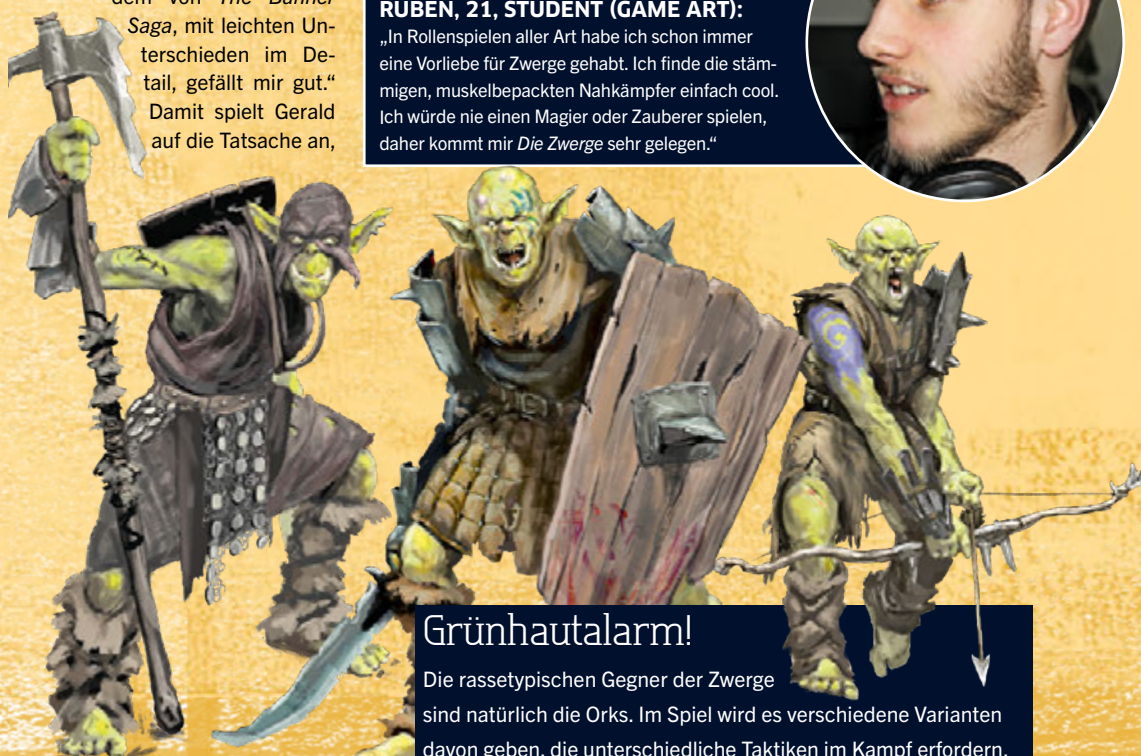 dem von The Banner
Saga, mit leichten Un-
terschieden im De-
tail, gefällt mir gut.“
Damit spielt Gerald
auf die Tatsache an,
RUBEN, 21, STUDENT (GAME ART):
„In Rollenspielen aller Art habe ich schon immer
eine Vorliebe für Zwerge gehabt. Ich finde die stäm-
migen, muskelbepackten Nahkämpfer einfach cool.
Ich würde nie einen Magier oder Zauberer spielen,
daher kommt mir Die Zwerge sehr gelegen.“
Grünhautalarm!
Die rassetypischen Gegner der Zwerge
sind natürlich die Orks. Im Spiel wird es verschiedene Varianten
davon geben, die unterschiedliche Taktiken im Kampf erfordern.